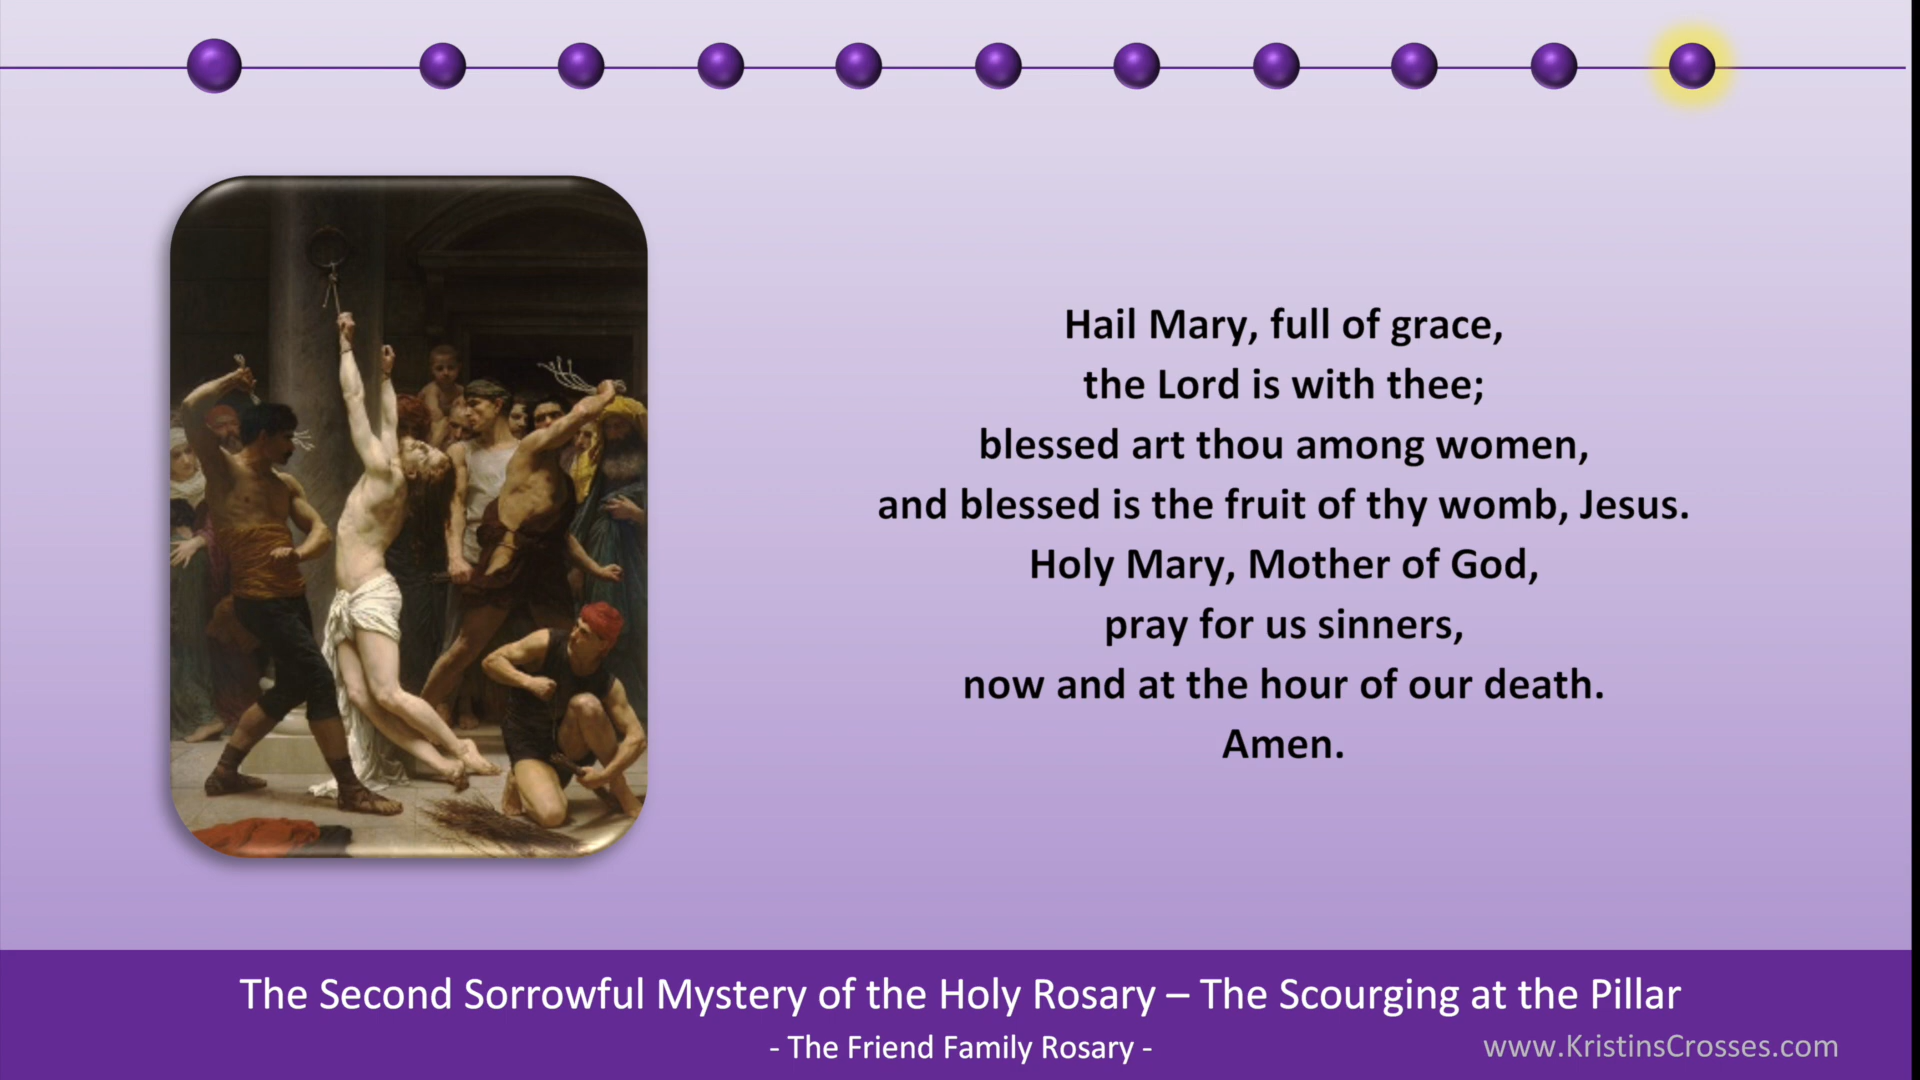 Hail Mary, full of grace,
the Lord is with thee;
blessed art thou among women,
and blessed is the fruit of thy womb, Jesus.
Holy Mary, Mother of God,
pray for us sinners,
now and at the hour of our death.
Amen.
The Second Sorrowful Mystery of the Holy Rosary – The Scourging at the Pillar
- The Friend Family Rosary -
www.KristinsCrosses.com